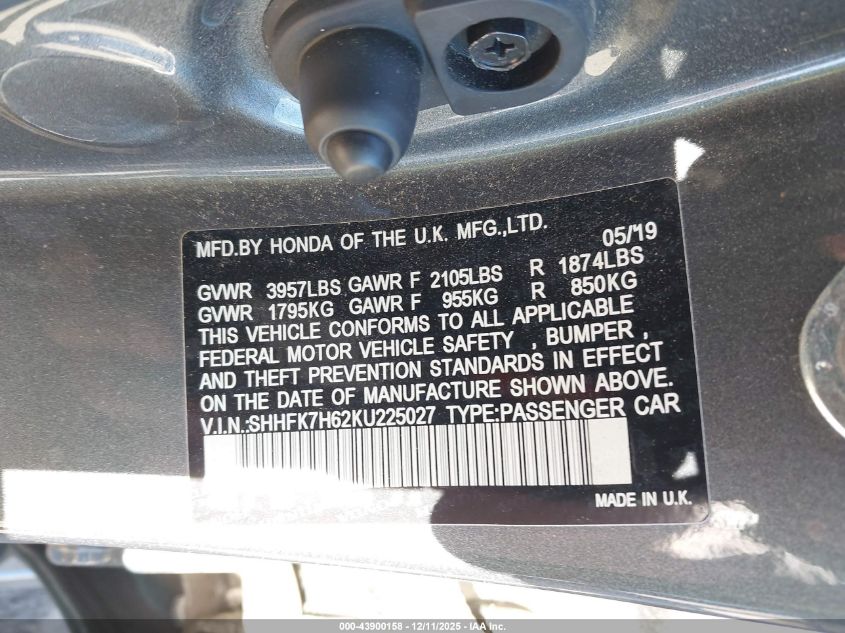 MFD.BY HONDA OF THE U.K. MFG.,LTD. 05/'19
GVWR 3957LBS GAWR F 2105LBS R 1874LBS
GVWR 1795KG GAWR F 955KG R 850KG
THIS VEHICLE CONFORMS TO ALL APPLICABLE
FEDERAL MOTOR VEHICLE SAFETY , BUMPER ,
AND THEFT PREVENTION STANDARDS IN EFFECT
ON THE DATE OF MANUFACTURE SHOWN ABOVE.
V.I.N.:SHHFK7H62KU225027 TYPE:PASSENGER CAR
MADE IN U.K.
000-43900158 - 12/11/2025 - IAA Inc.